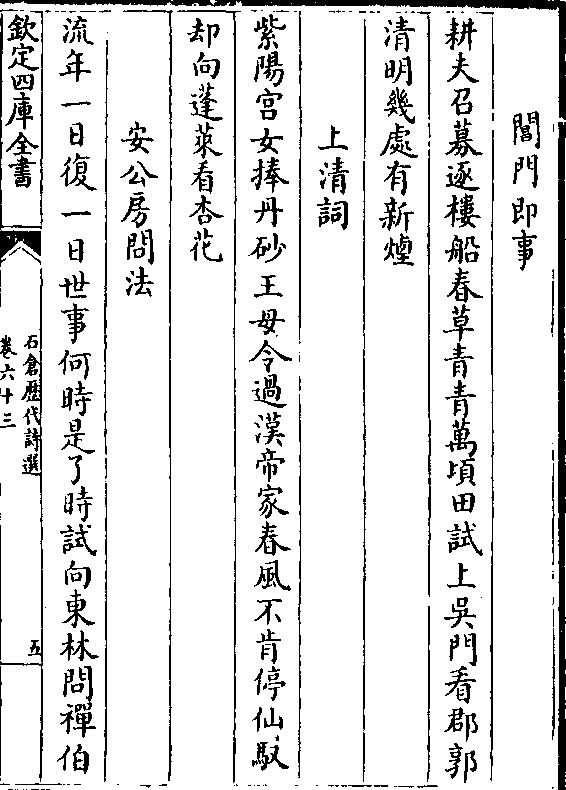 閶門即事
耕夫召募逐樓船春草青青萬頃田試上吳門看郡郭
清明幾處有新煙
上清詞
紫陽宫女捧丹砂王母令過漢帝家春風不肯停仙馭
却向蓬萊看杏花
安公房問法
流年一日復一日世事何時是了時試向東林問禪伯
欽定四庫全書
石倉歴代詩選
卷六十三
五